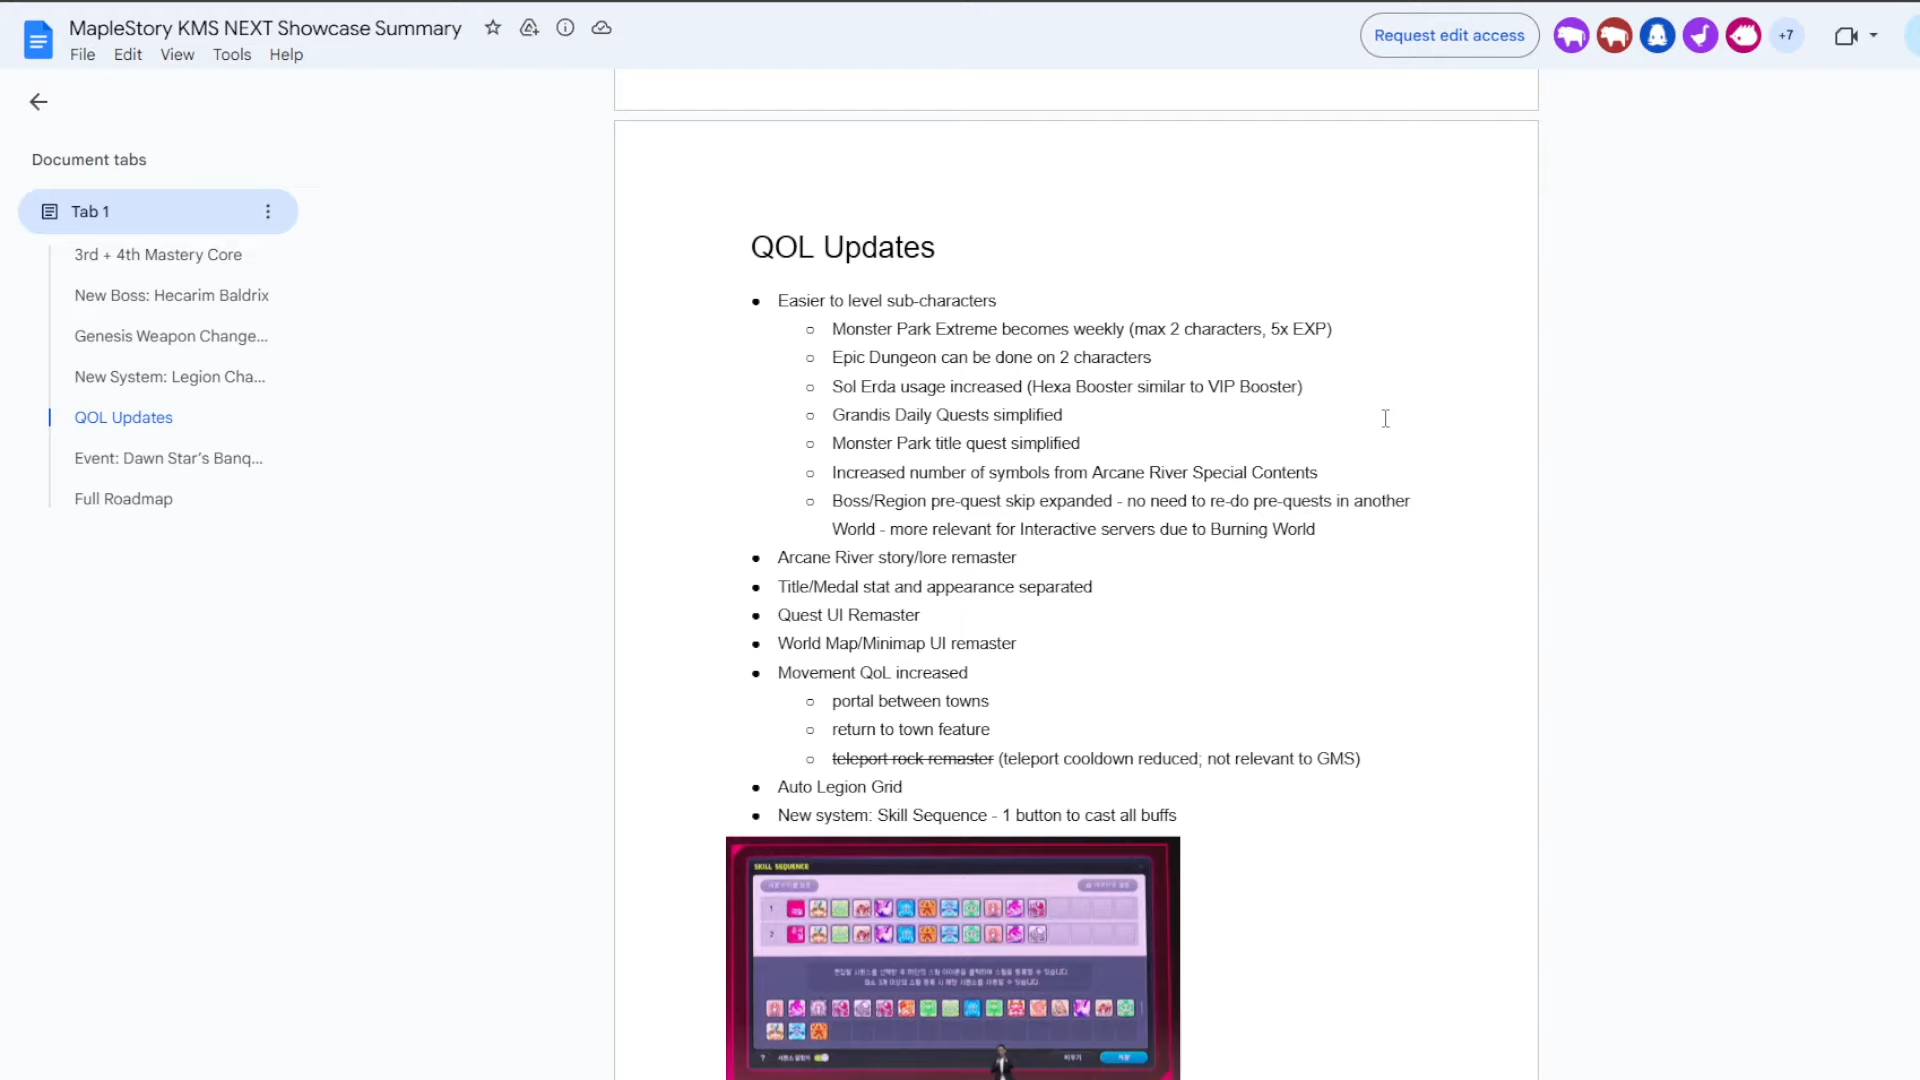 MapleStory KMS NEXT Showcase Summary
File Edit View Tools Help
Request edit access
+7
Document tabs
Tab 1
3rd + 4th Mastery Core
New Boss: Hecarim Baldrix
Genesis Weapon Change...
New System: Legion Cha...
QOL Updates
Event: Dawn Star's Banq...
Full Roadmap
QOL Updates
● Easier to level sub-characters
○ Monster Park Extreme becomes weekly (max 2 characters, 5x EXP)
○ Epic Dungeon can be done on 2 characters
○ Sol Erda usage increased (Hexa Booster similar to VIP Booster)
○ Grandis Daily Quests simplified
○ Monster Park title quest simplified
○ Increased number of symbols from Arcane River Special Contents
○ Boss/Region pre-quest skip expanded - no need to re-do pre-quests in another
World - more relevant for Interactive servers due to Burning World
● Arcane River story/lore remaster
● Title/Medal stat and appearance separated
● Quest UI Remaster
● World Map/Minimap UI remaster
● Movement QoL increased
○ portal between towns
○ return to town feature
○ teleport rock remaster (teleport cooldown reduced; not relevant to GMS)
● Auto Legion Grid
● New system: Skill Sequence - 1 button to cast all buffs
SKILL SEQUENCE
1
2